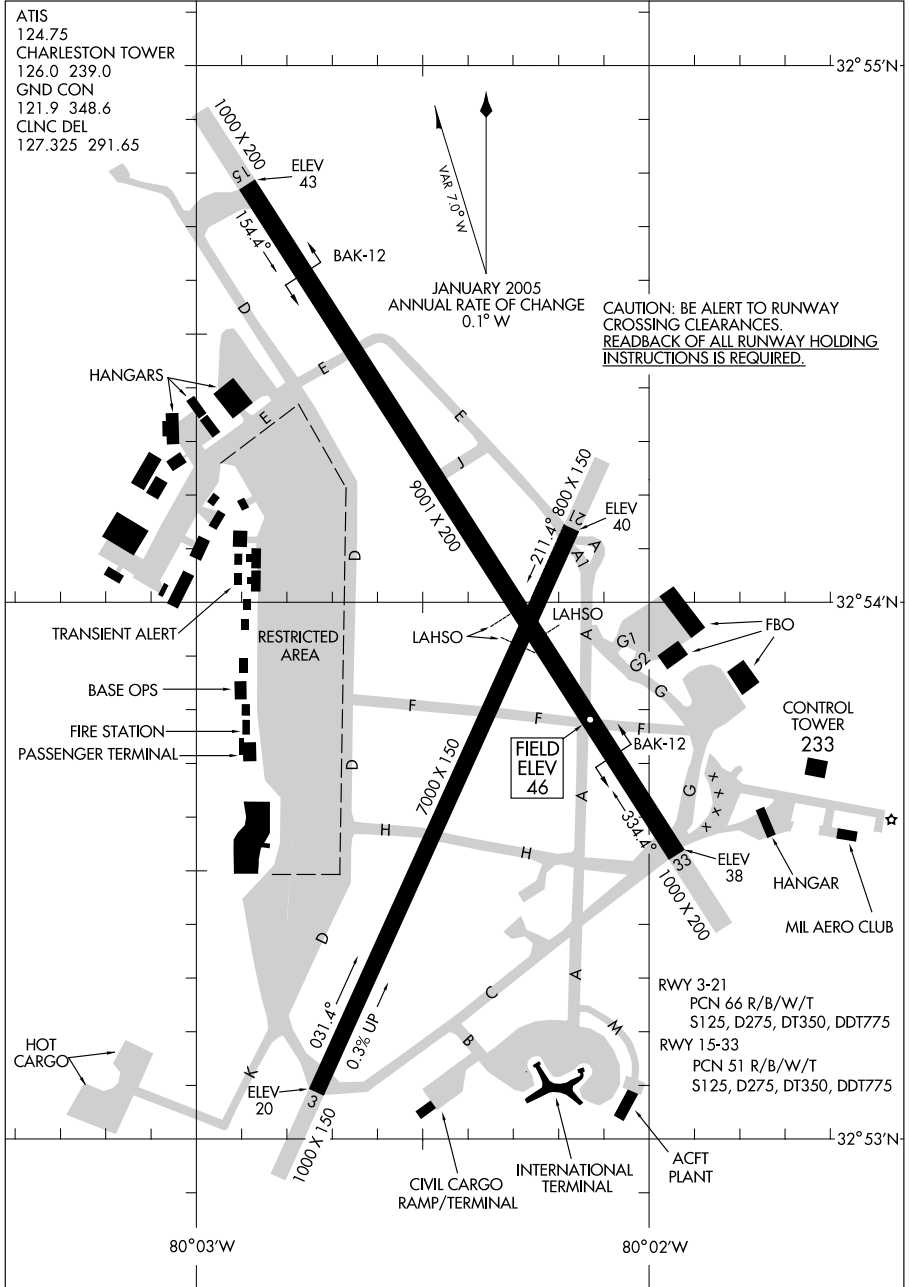 ATIS
124.75
CHARLESTON TOWER
126.0 239.0
GND CON
121.9 348.6
CLNC DEL
127.325 291.65
32°55'N
1000 X 200
15
ELEV
43
154.4°
BAK-12
VAR 7.0° W
JANUARY 2005
ANNUAL RATE OF CHANGE
0.1° W
CAUTION: BE ALERT TO RUNWAY
CROSSING CLEARANCES.
READBACK OF ALL RUNWAY HOLDING
INSTRUCTIONS IS REQUIRED.
D
HANGARS
E
E
E
J
9001 X 200
800 X 150
21
ELEV
40
211.4°
A
A1
D
32°54'N
TRANSIENT ALERT
RESTRICTED
AREA
LAHSO
LAHSO
A
G1
G2
G
FBO
BASE OPS
FIRE STATION
PASSENGER TERMINAL
F
F
F
CONTROL
TOWER
233
FIELD
ELEV
46
BAK-12
D
7000 X 150
A
G
x
x
x
x
x
334.4°
H
H
33
ELEV
38
1000 X 200
HANGAR
MIL AERO CLUB
D
031.4°
0.3% UP
C
A
B
M
RWY 3-21
PCN 66 R/B/W/T
S125, D275, DT350, DDT775
RWY 15-33
PCN 51 R/B/W/T
S125, D275, DT350, DDT775
HOT
CARGO
K
ELEV
20
3
1000 X 150
32°53'N
CIVIL CARGO
RAMP/TERMINAL
INTERNATIONAL
TERMINAL
ACFT
PLANT
80°03'W
80°02'W